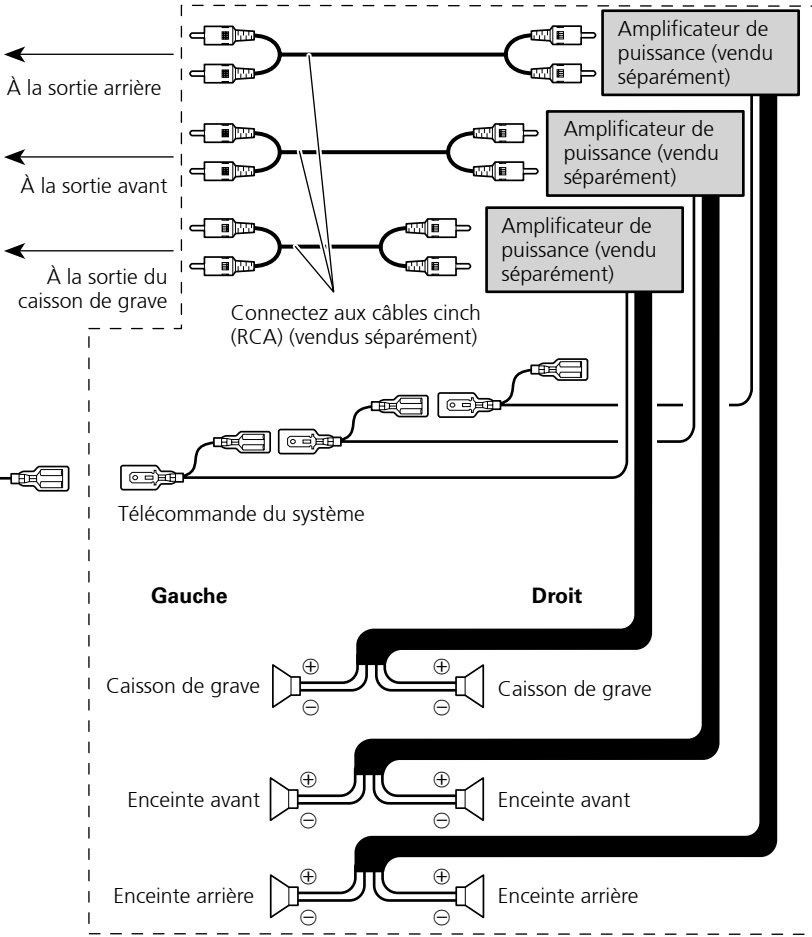 Amplificateur de
puissance (vendu
séparément)
À la sortie arrière
Amplificateur de
puissance (vendu
séparément)
À la sortie avant
Amplificateur de
puissance (vendu
séparément)
À la sortie du
caisson de grave
Connectez aux câbles cinch
(RCA) (vendus séparément)
Télécommande du système
Gauche
Droit
⊕ ⊕
Caisson de grave
Caisson de grave
⊖ ⊖
⊕ ⊕
Enceinte avant
Enceinte avant
⊖ ⊖
⊕ ⊕
Enceinte arrière
Enceinte arrière
⊖ ⊖